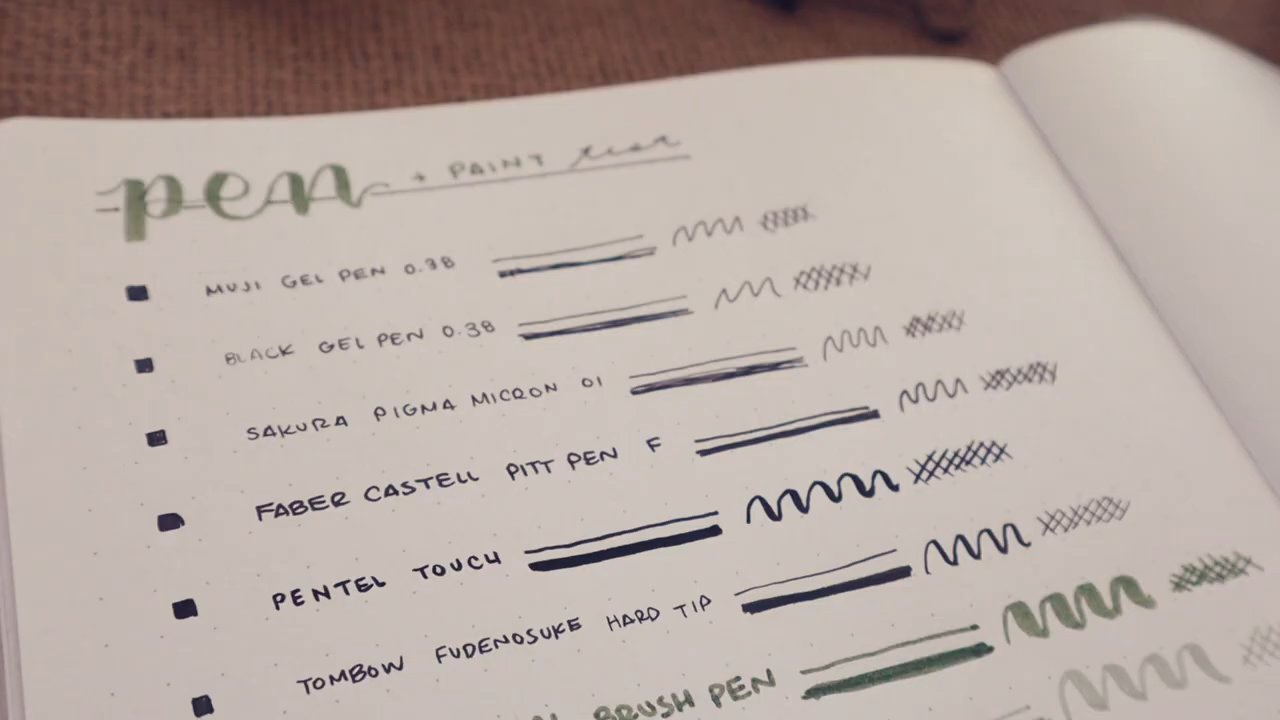 pen + PAINT test
MUJI GEL PEN 0.38
BLACK GEL PEN 0.38
SAKURA PIGMA MICRON 01
FABER CASTELL PITT PEN F
PENTEL TOUCH
TOMBOW FUDENOSUKE HARD TIP
BRUSH PEN